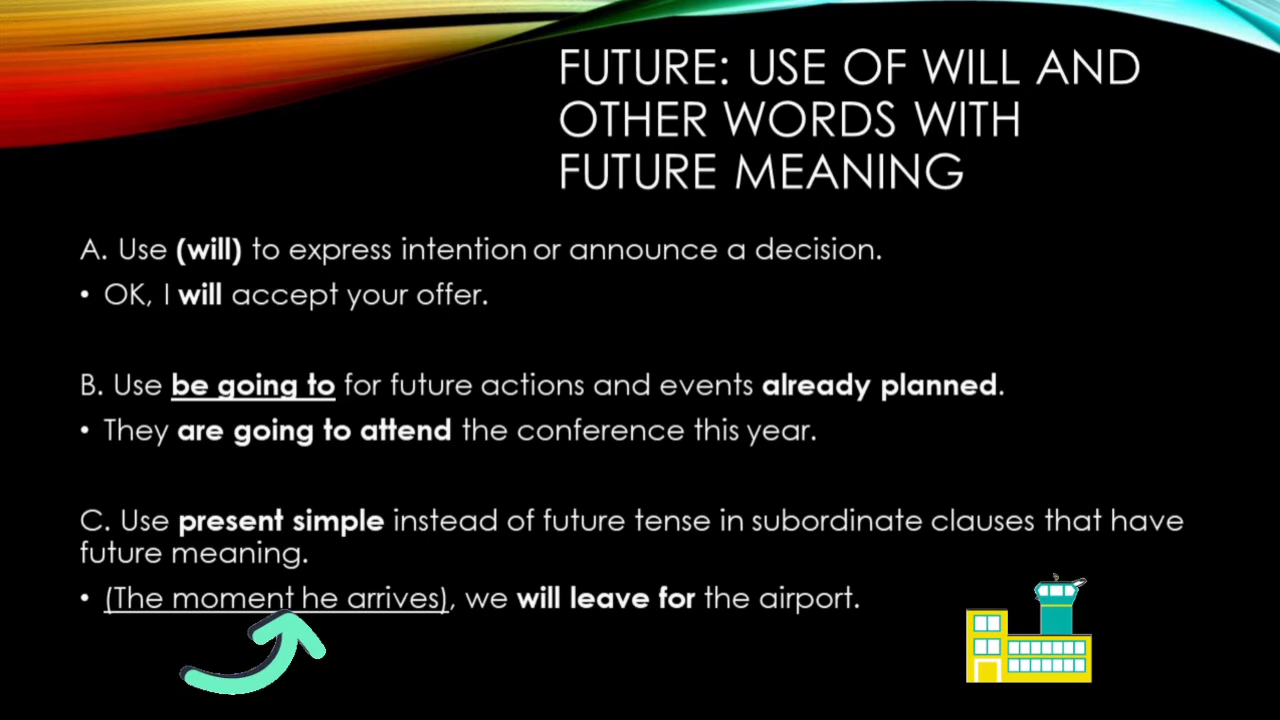 FUTURE: USE OF WILL AND
OTHER WORDS WITH
FUTURE MEANING
A. Use (will) to express intention or announce a decision.
• OK, I will accept your offer.
B. Use be going to for future actions and events already planned.
• They are going to attend the conference this year.
C. Use present simple instead of future tense in subordinate clauses that have
future meaning.
• (The moment he arrives), we will leave for the airport.